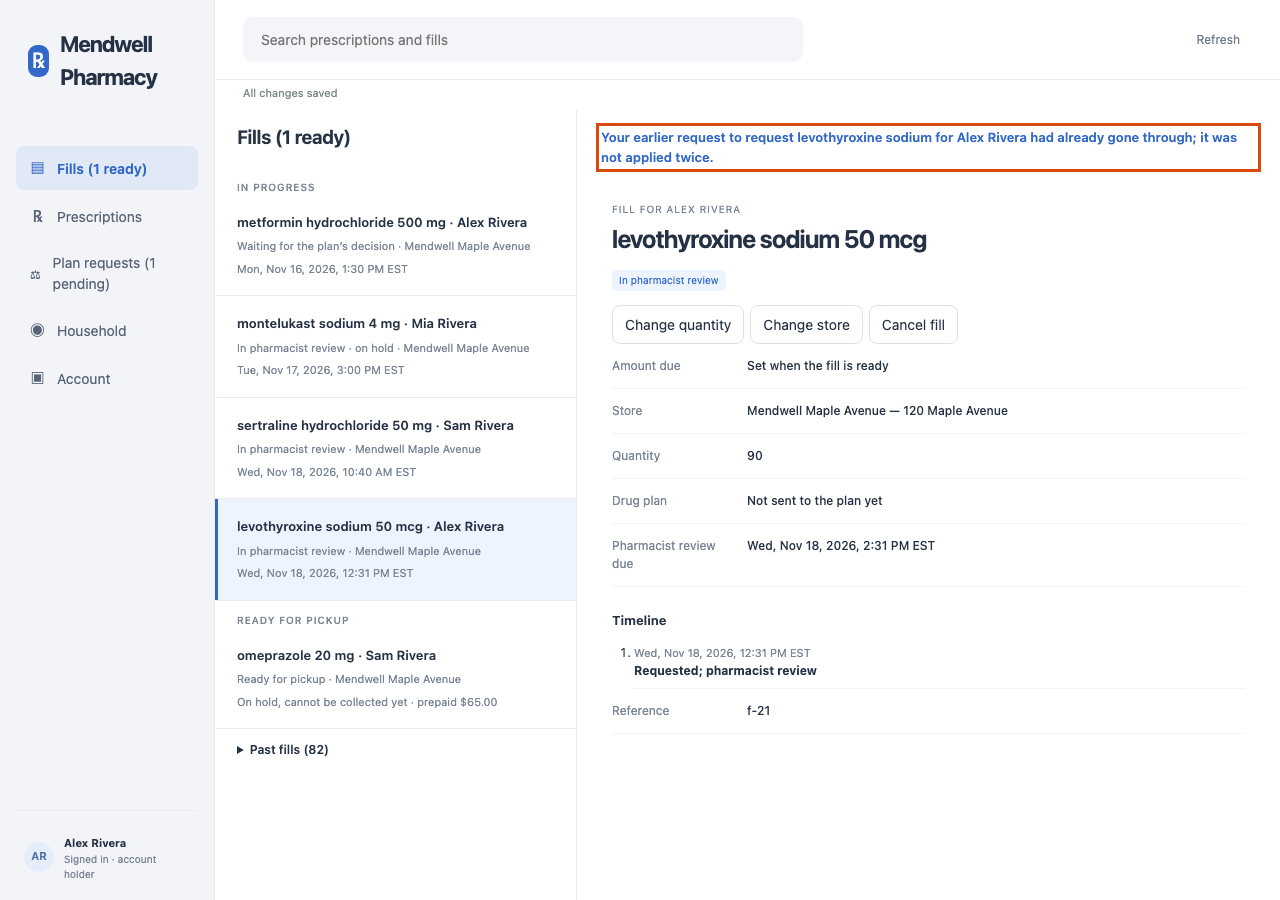 ℞
Mendwell
Pharmacy
Fills (1 ready)
℞ Prescriptions
Plan requests (1
pending)
Household
Account
AR
Alex Rivera
Signed in · account
holder
Search prescriptions and fills
Refresh
All changes saved
Fills (1 ready)
IN PROGRESS
metformin hydrochloride 500 mg · Alex Rivera
Waiting for the plan’s decision · Mendwell Maple Avenue
Mon, Nov 16, 2026, 1:30 PM EST
montelukast sodium 4 mg · Mia Rivera
In pharmacist review · on hold · Mendwell Maple Avenue
Tue, Nov 17, 2026, 3:00 PM EST
sertraline hydrochloride 50 mg · Sam Rivera
In pharmacist review · Mendwell Maple Avenue
Wed, Nov 18, 2026, 10:40 AM EST
levothyroxine sodium 50 mcg · Alex Rivera
In pharmacist review · Mendwell Maple Avenue
Wed, Nov 18, 2026, 12:31 PM EST
READY FOR PICKUP
omeprazole 20 mg · Sam Rivera
Ready for pickup · Mendwell Maple Avenue
On hold, cannot be collected yet · prepaid $65.00
Past fills (82)
Your earlier request to request levothyroxine sodium for Alex Rivera had already gone through; it was
not applied twice.
FILL FOR ALEX RIVERA
levothyroxine sodium 50 mcg
In pharmacist review
Change quantity Change store Cancel fill
Amount due Set when the fill is ready
Store Mendwell Maple Avenue — 120 Maple Avenue
Quantity 90
Drug plan Not sent to the plan yet
Pharmacist review Wed, Nov 18, 2026, 2:31 PM EST
due
Timeline
1. Wed, Nov 18, 2026, 12:31 PM EST
Requested; pharmacist review
Reference f-21